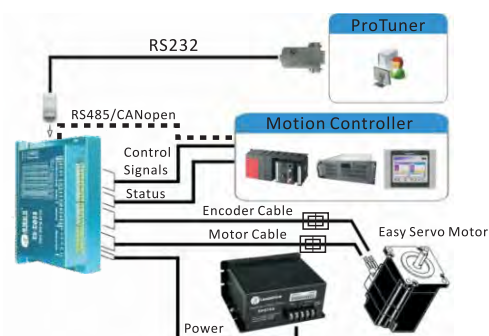 ProTuner
RS232
RS485/CANopen
Motion Controller
Control
Signals
Status
Encoder Cable
Motor Cable
Easy Servo Motor
Power